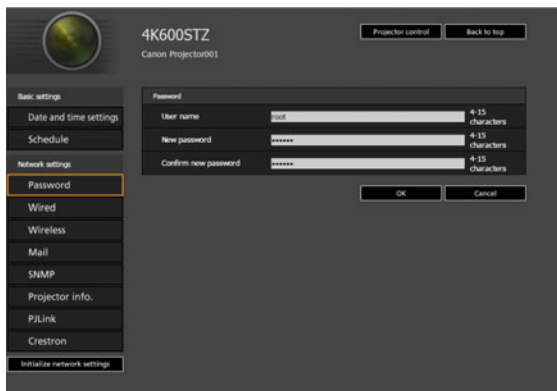 4K600STZ
Canon Projector001
Projector control
Back to top
Basic settings
Date and time settings
Schedule
Network settings
Password
Wired
Wireless
Mail
SNMP
Projector info.
PJLink
Crestron
Initialize network settings
Password
User name root 4-15 characters
New password •••••• 4-15 characters
Confirm new password •••••• 4-15 characters
OK
Cancel